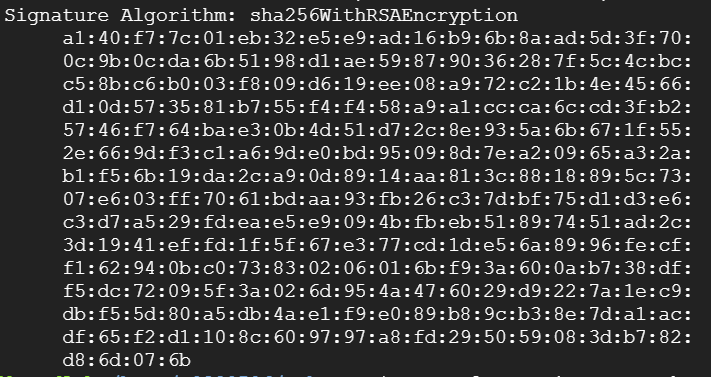 Signature Algorithm: sha256WithRSAEncryption
a1:40:f7:7c:01:eb:32:e5:e9:ad:16:b9:6b:8a:ad:5d:3f:70:
0c:9b:0c:da:6b:51:98:d1:ae:59:87:90:36:28:7f:5c:4c:bc:
c5:8b:c6:b0:03:f8:09:d6:19:ee:08:a9:72:c2:1b:4e:45:66:
d1:0d:57:35:81:b7:55:f4:f4:58:a9:a1:cc:ca:6c:cd:3f:b2:
57:46:f7:64:ba:e3:0b:4d:51:d7:2c:8e:93:5a:6b:67:1f:55:
2e:66:9d:f3:c1:a6:9d:e0:bd:95:09:8d:7e:a2:09:65:a3:2a:
b1:f5:6b:19:da:2c:a9:0d:89:14:aa:81:3c:88:18:89:5c:73:
07:e6:03:ff:70:61:bd:aa:93:fb:26:c3:7d:bf:75:d1:d3:e6:
c3:d7:a5:29:fd:ea:e5:e9:09:4b:fb:eb:51:89:74:51:ad:2c:
3d:19:41:ef:fd:1f:5f:67:e3:77:cd:1d:e5:6a:89:96:fe:cf:
f1:62:94:0b:c0:73:83:02:06:01:6b:f9:3a:60:0a:b7:38:df:
f5:dc:72:09:5f:3a:02:6d:95:4a:47:60:29:d9:22:7a:1e:c9:
db:f5:5d:80:a5:db:4a:e1:f9:e0:89:b8:9c:b3:8e:7d:a1:ac:
df:65:f2:d1:10:8c:60:97:97:a8:fd:29:50:59:08:3d:b7:82:
d8:6d:07:6b